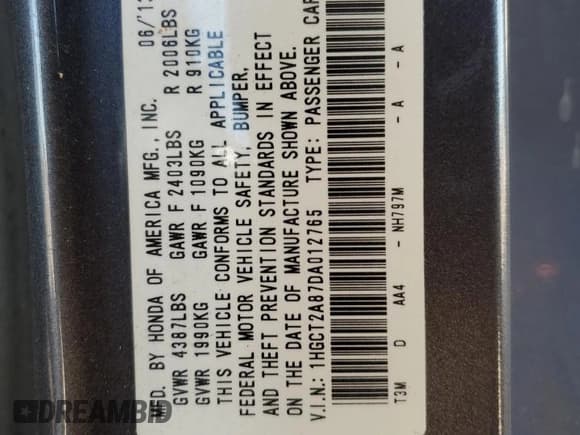 MFD. BY HONDA OF AMERICA MFG., INC. 06/'13
GVWR 4387LBS GAWR F 2403LBS R 2006LBS
GVWR 1990KG GAWR F 1090KG R 910KG
THIS VEHICLE CONFORMS TO ALL APPLICABLE
FEDERAL MOTOR VEHICLE SAFETY, BUMPER,
AND THEFT PREVENTION STANDARDS IN EFFECT
ON THE DATE OF MANUFACTURE SHOWN ABOVE.
V.I.N.: 1HGCT2A87DA012765 TYPE: PASSENGER CAR
T3M D AA4 - NH797M - A - A
DREAMBID